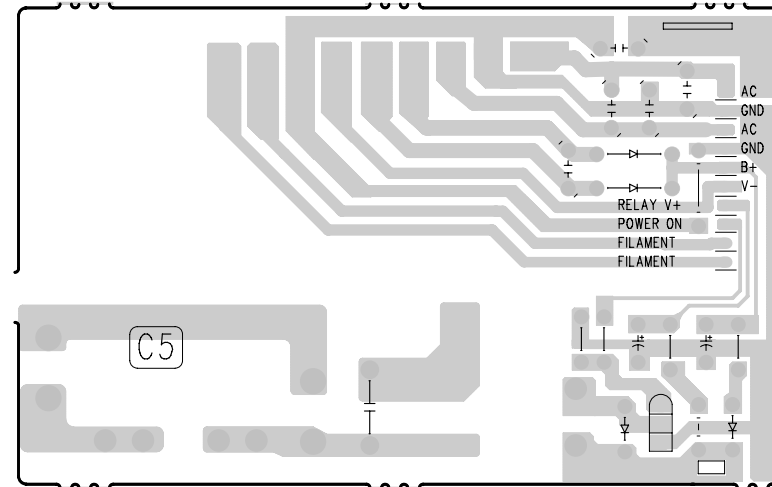 AC
GND
AC
GND
B+
V-
RELAY V+
POWER ON
FILAMENT
FILAMENT
C5